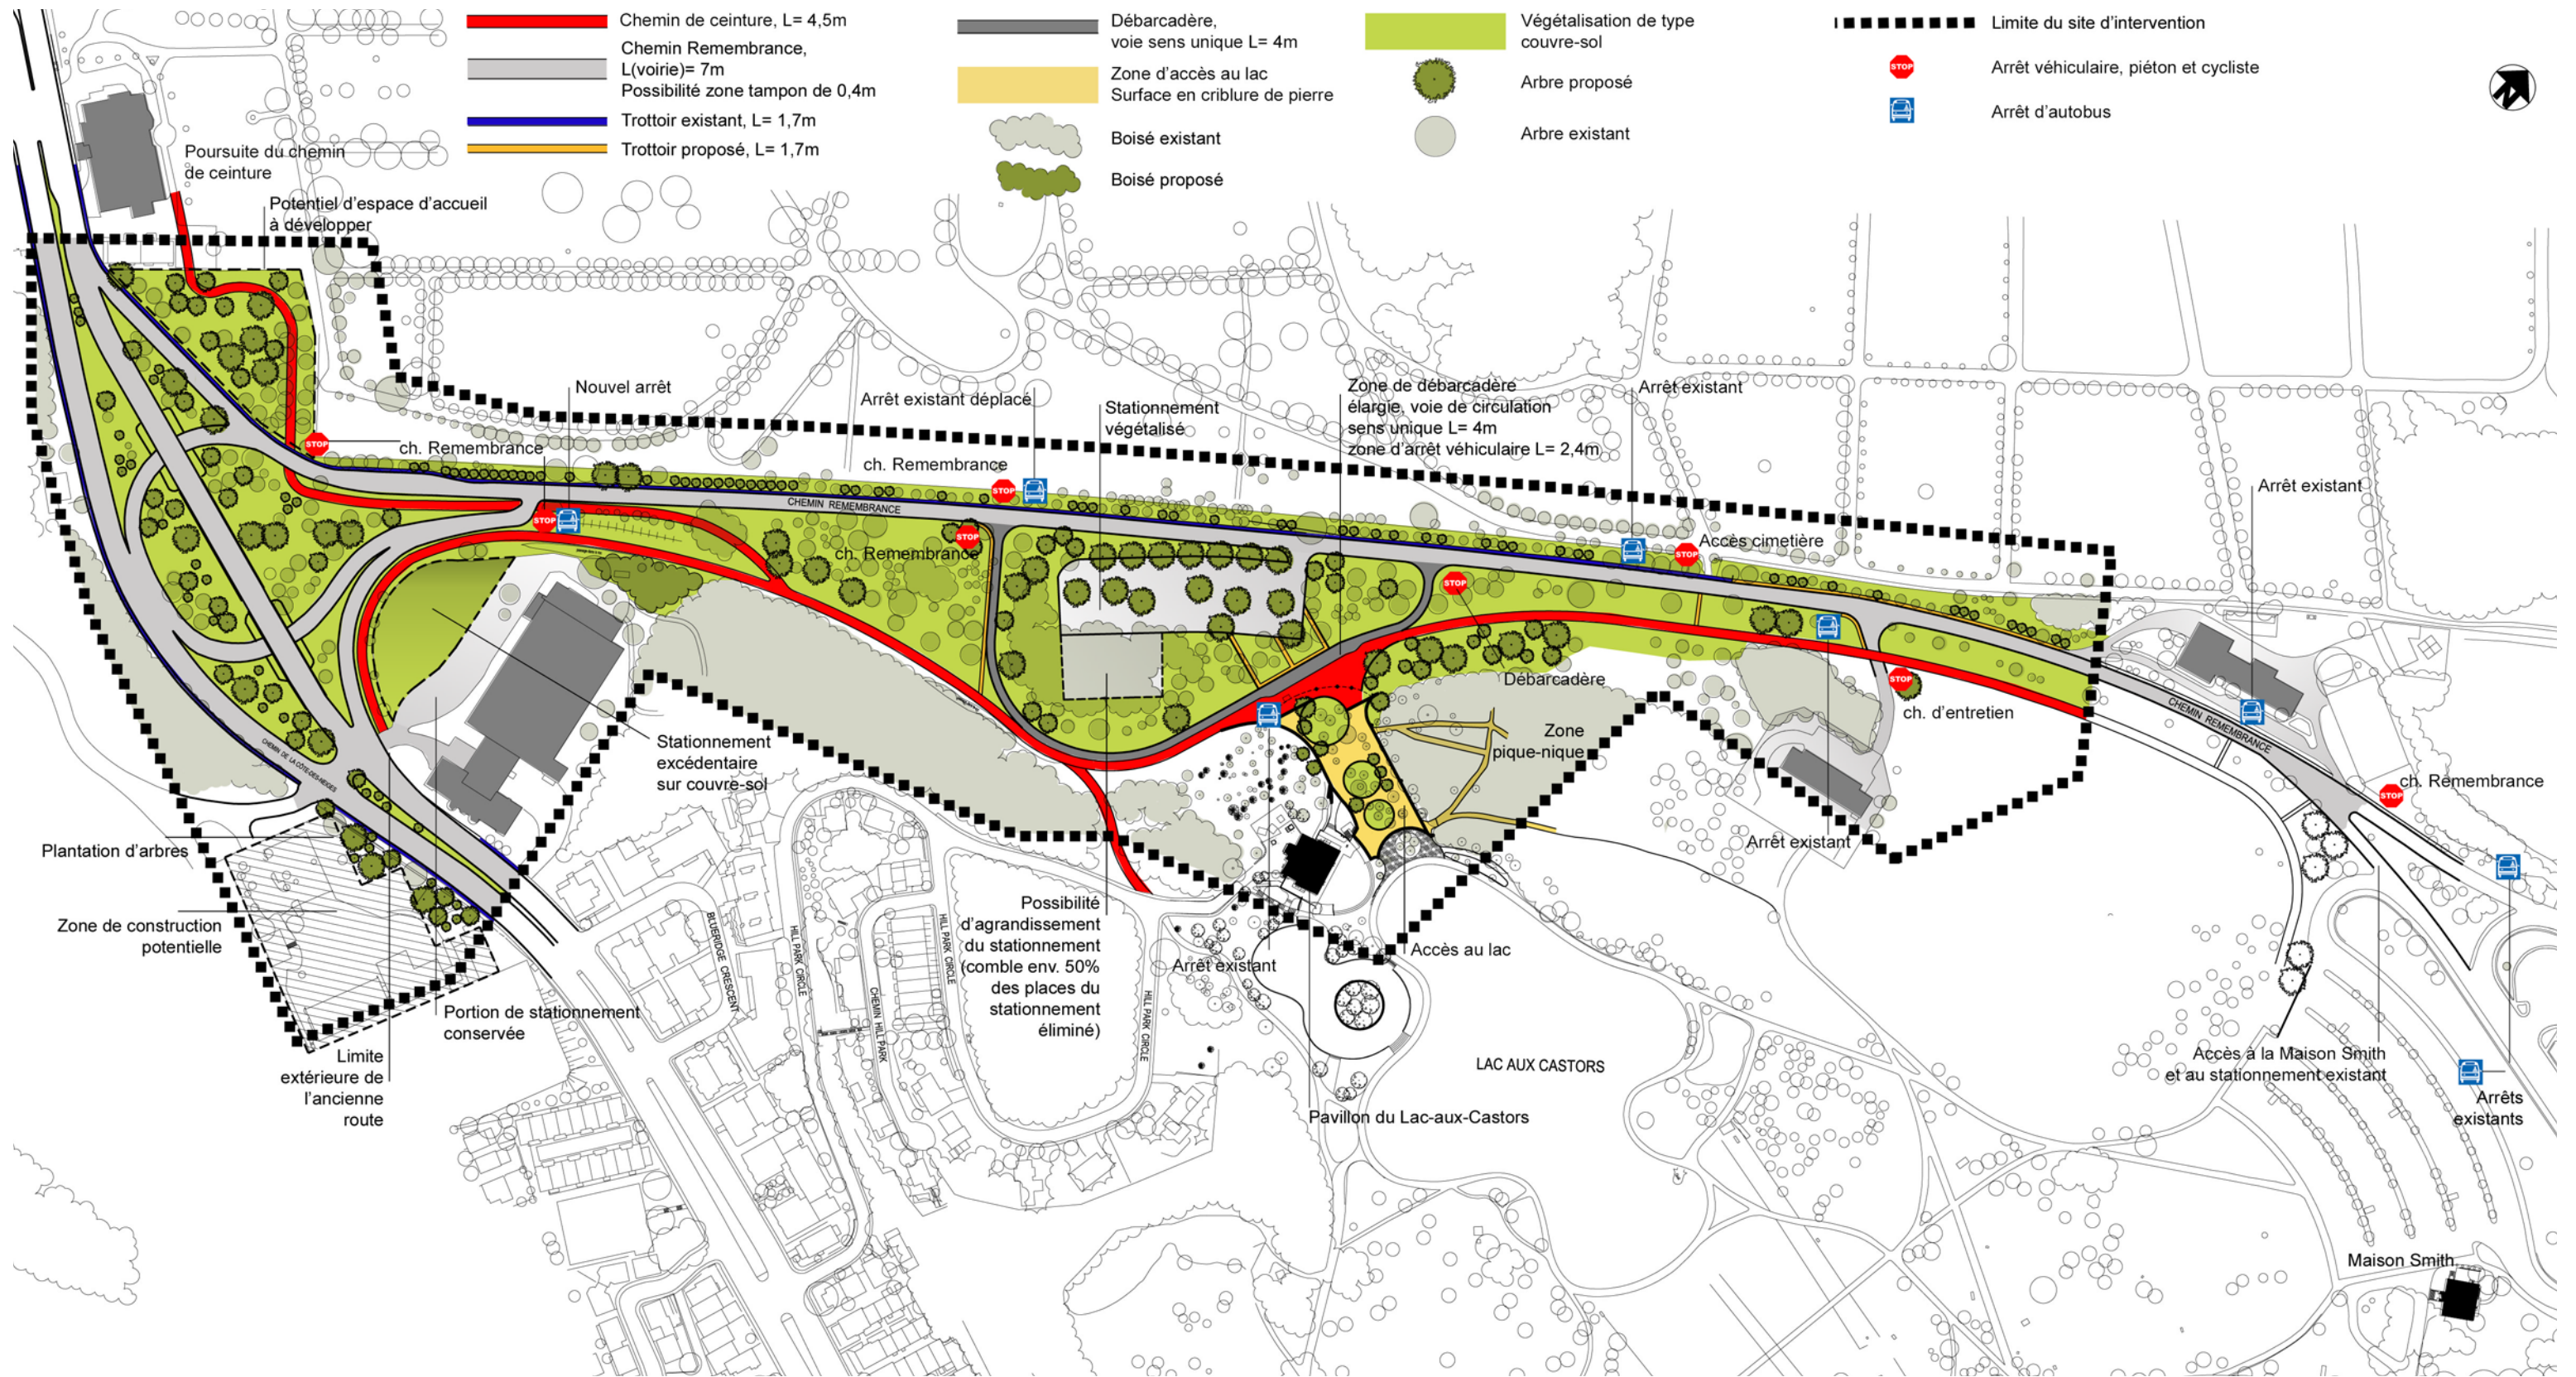 Chemin de ceinture, L= 4,5m
Chemin Remembrance,
L(voirie)= 7m
Possibilité zone tampon de 0,4m
Trottoir existant, L= 1,7m
Trottoir proposé, L= 1,7m
Débarcadère,
voie sens unique L= 4m
Zone d'accès au lac
Surface en criblure de pierre
Boisé existant
Boisé proposé
Végétalisation de type
couvre-sol
Arbre proposé
Arbre existant
Limite du site d'intervention
STOP
Arrêt véhiculaire, piéton et cycliste
Arrêt d'autobus
Poursuite du chemin
de ceinture
Potentiel d'espace d'accueil
à développer
Nouvel arrêt
STOP
ch. Remembrance
STOP
Arrêt existant déplacé
ch. Remembrance
STOP
CHEMIN REMEMBRANCE
STOP
ch. Remembrance
Stationnement
végétalisé
Zone de débarcadère
élargie, voie de circulation
sens unique L= 4m
zone d'arrêt véhiculaire L= 2,4m
Arrêt existant
STOP
Accès cimetière
STOP
Débarcadère
Zone
pique-nique
STOP
ch. d'entretien
Arrêt existant
Arrêt existant
CHEMIN REMEMBRANCE
STOP
ch. Remembrance
Stationnement
excédentaire
sur couvre-sol
CHEMIN DE LA CÔTE-DES-NEIGES
Plantation d'arbres
Zone de construction
potentielle
Portion de stationnement
conservée
Limite
extérieure de
l'ancienne
route
BLUERIDGE CRESCENT
HILL PARK CIRCLE
CHEMIN HILL PARK
HILL PARK CIRCLE
HILL PARK CIRCLE
Possibilité
d'agrandissement
du stationnement
(comble env. 50%
des places du
stationnement
éliminé)
Arrêt existant
Accès au lac
LAC AUX CASTORS
Pavillon du Lac-aux-Castors
Accès à la Maison Smith
et au stationnement existant
Arrêts
existants
Maison Smith